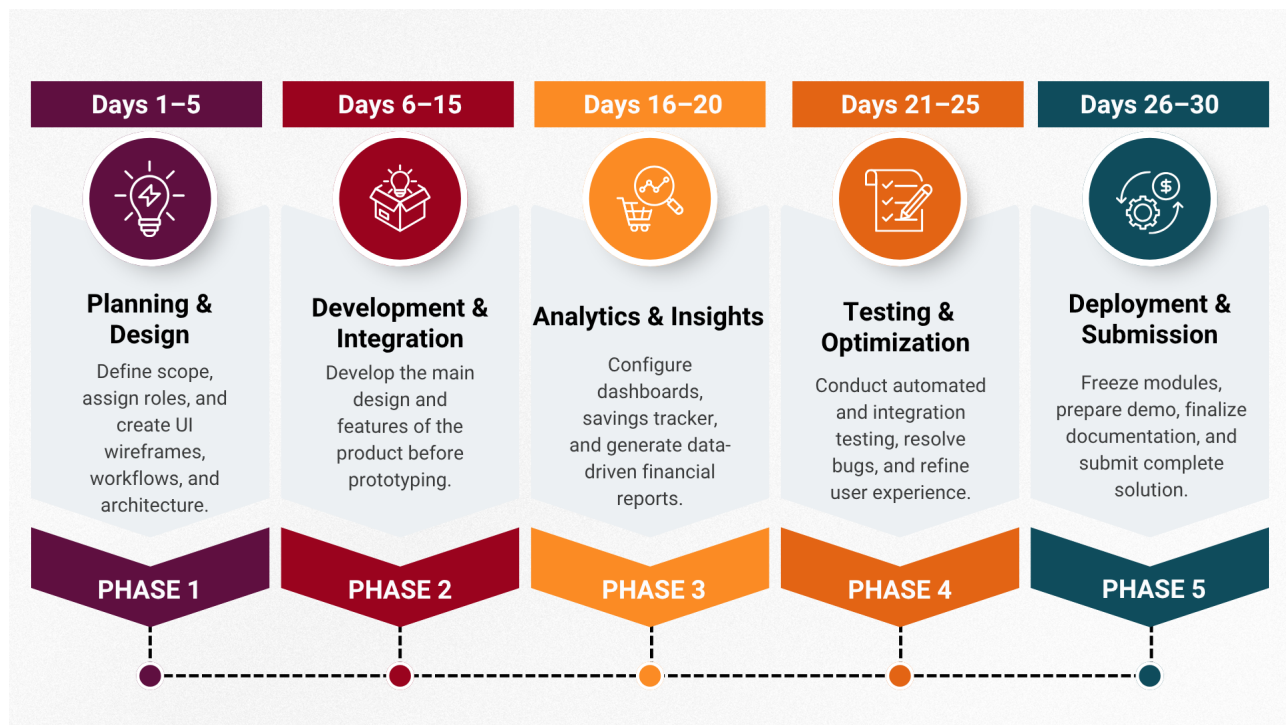 Days 1–5
Planning &
Design
Define scope,
assign roles, and
create UI
wireframes,
workflows, and
architecture.
PHASE 1
Days 6–15
Development &
Integration
Develop the main
design and
features of the
product before
prototyping.
PHASE 2
Days 16–20
Analytics & Insights
Configure
dashboards,
savings tracker,
and generate data-
driven financial
reports.
PHASE 3
Days 21–25
Testing &
Optimization
Conduct automated
and integration
testing, resolve
bugs, and refine
user experience.
PHASE 4
Days 26–30
$
Deployment &
Submission
Freeze modules,
prepare demo, finalize
documentation, and
submit complete
solution.
PHASE 5